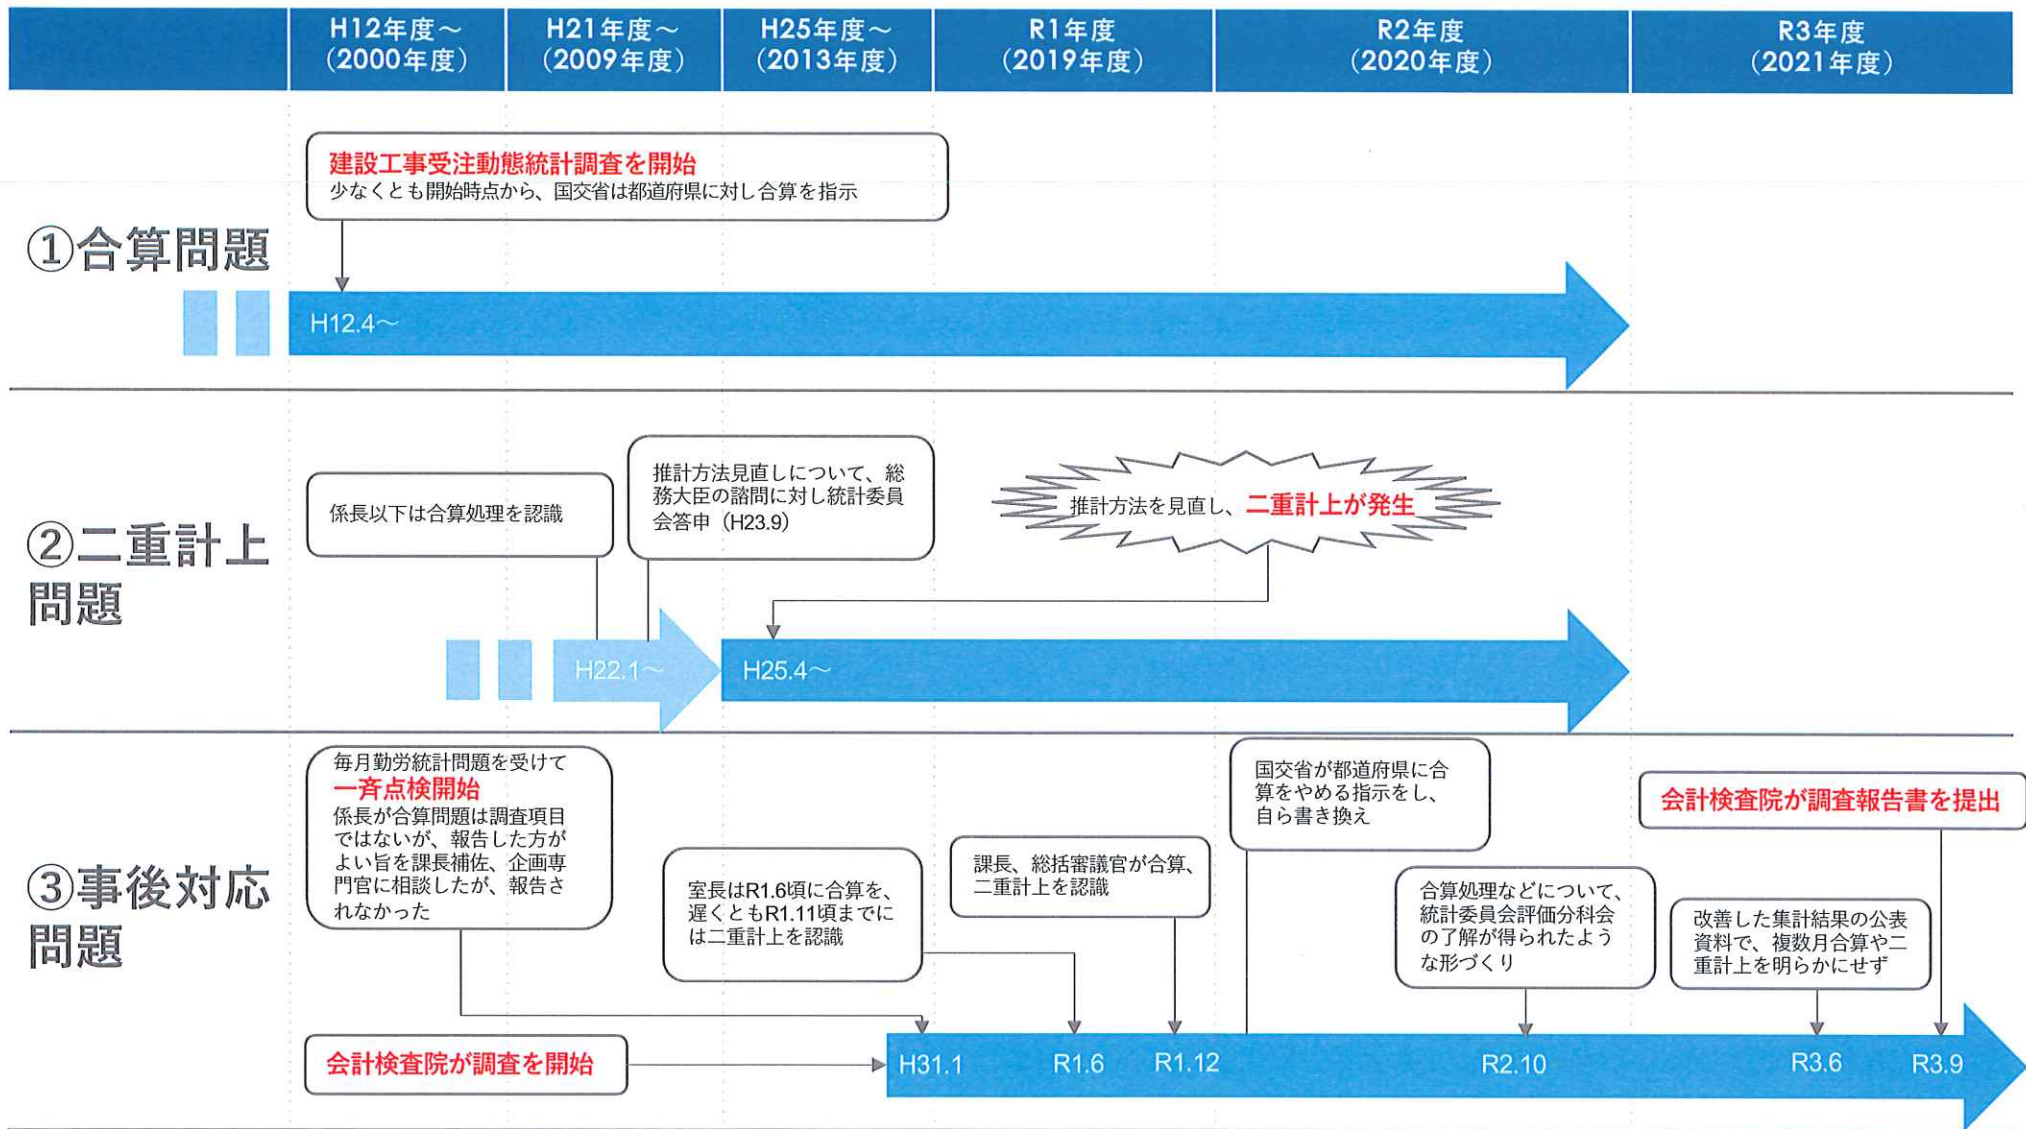 H12年度～
（2000年度）
H21年度～
（2009年度）
H25年度～
（2013年度）
R1年度
（2019年度）
R2年度
（2020年度）
R3年度
（2021年度）
①合算問題
建設工事受注動態統計調査を開始
少なくとも開始時点から、国交省は都道府県に対し合算を指示
H12.4～
②二重計上
問題
係長以下は合算処理を認識
推計方法見直しについて、総
務大臣の諮問に対し統計委員
会答申（H23.9）
推計方法を見直し、二重計上が発生
H22.1～
H25.4～
③事後対応
問題
毎月勤労統計問題を受けて
一斉点検開始
係長が合算問題は調査項目
ではないが、報告した方が
よい旨を課長補佐、企画専
門官に相談したが、報告さ
れなかった
室長はR1.6頃に合算を、
遅くともR1.11頃までに
は二重計上を認識
課長、総括審議官が合算、
二重計上を認識
国交省が都道府県に合
算をやめる指示をし、
自ら書き換え
合算処理などについて、
統計委員会評価分科会
の了解が得られたよう
な形づくり
会計検査院が調査報告書を提出
改善した集計結果の公表
資料で、複数月合算や二
重計上を明らかにせず
会計検査院が調査を開始
H31.1
R1.6
R1.12
R2.10
R3.6
R3.9